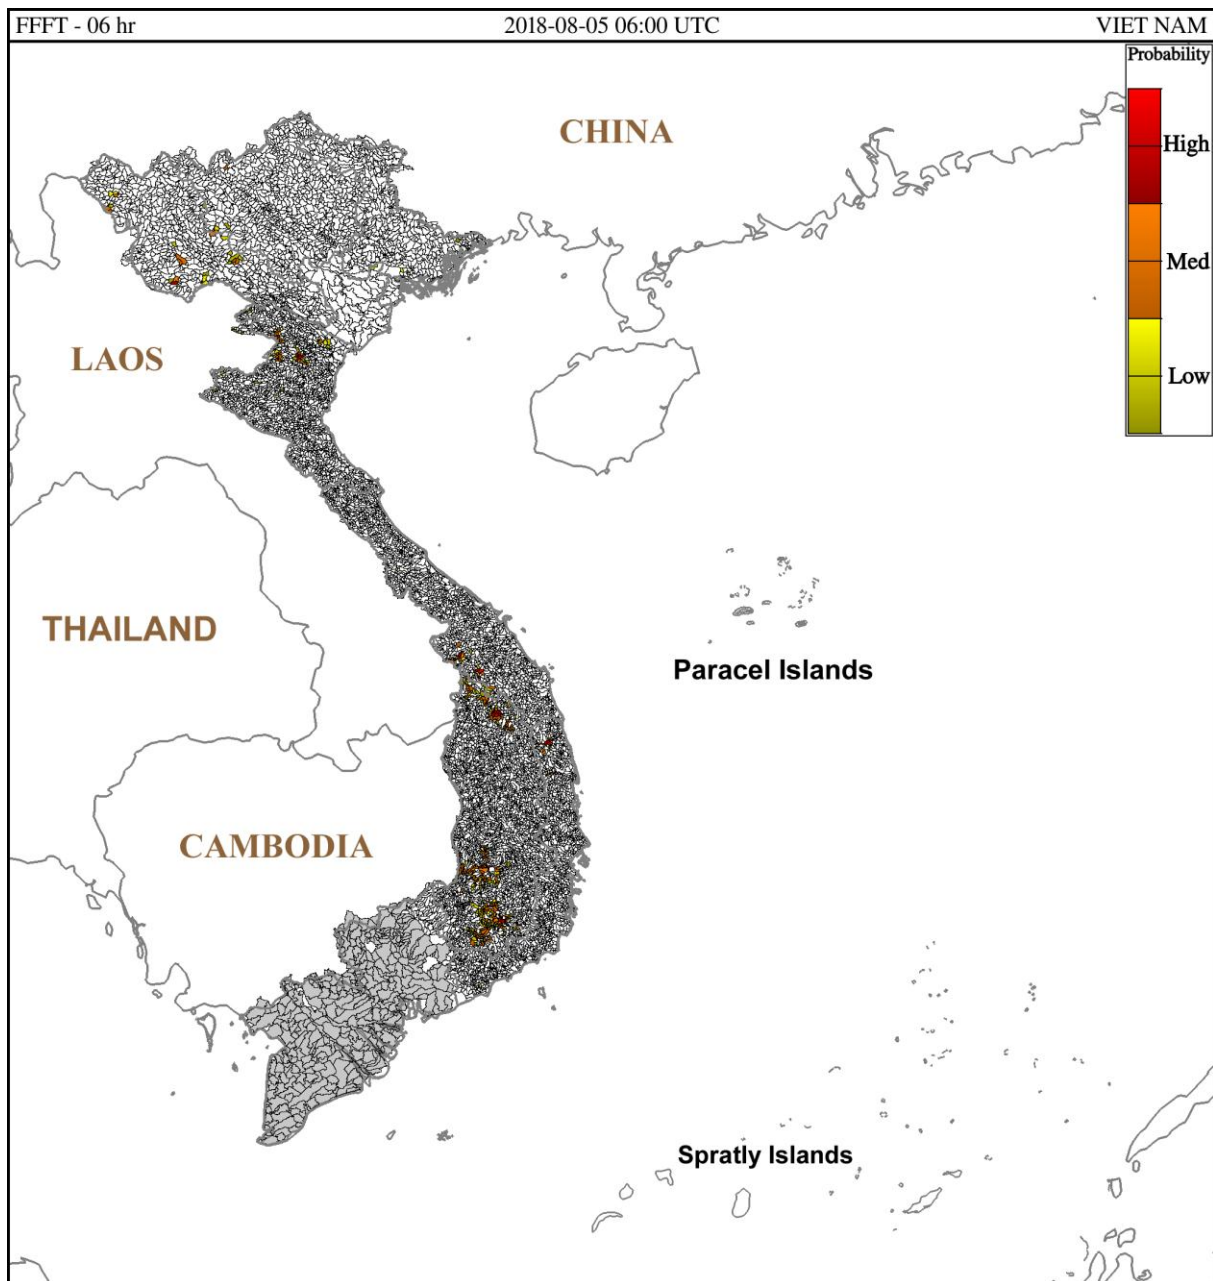 FFFT - 06 hr 2018-08-05 06:00 UTC VIET NAM
Probability
High
Med
Low
CHINA
LAOS
THAILAND
Paracel Islands
CAMBODIA
Spratly Islands